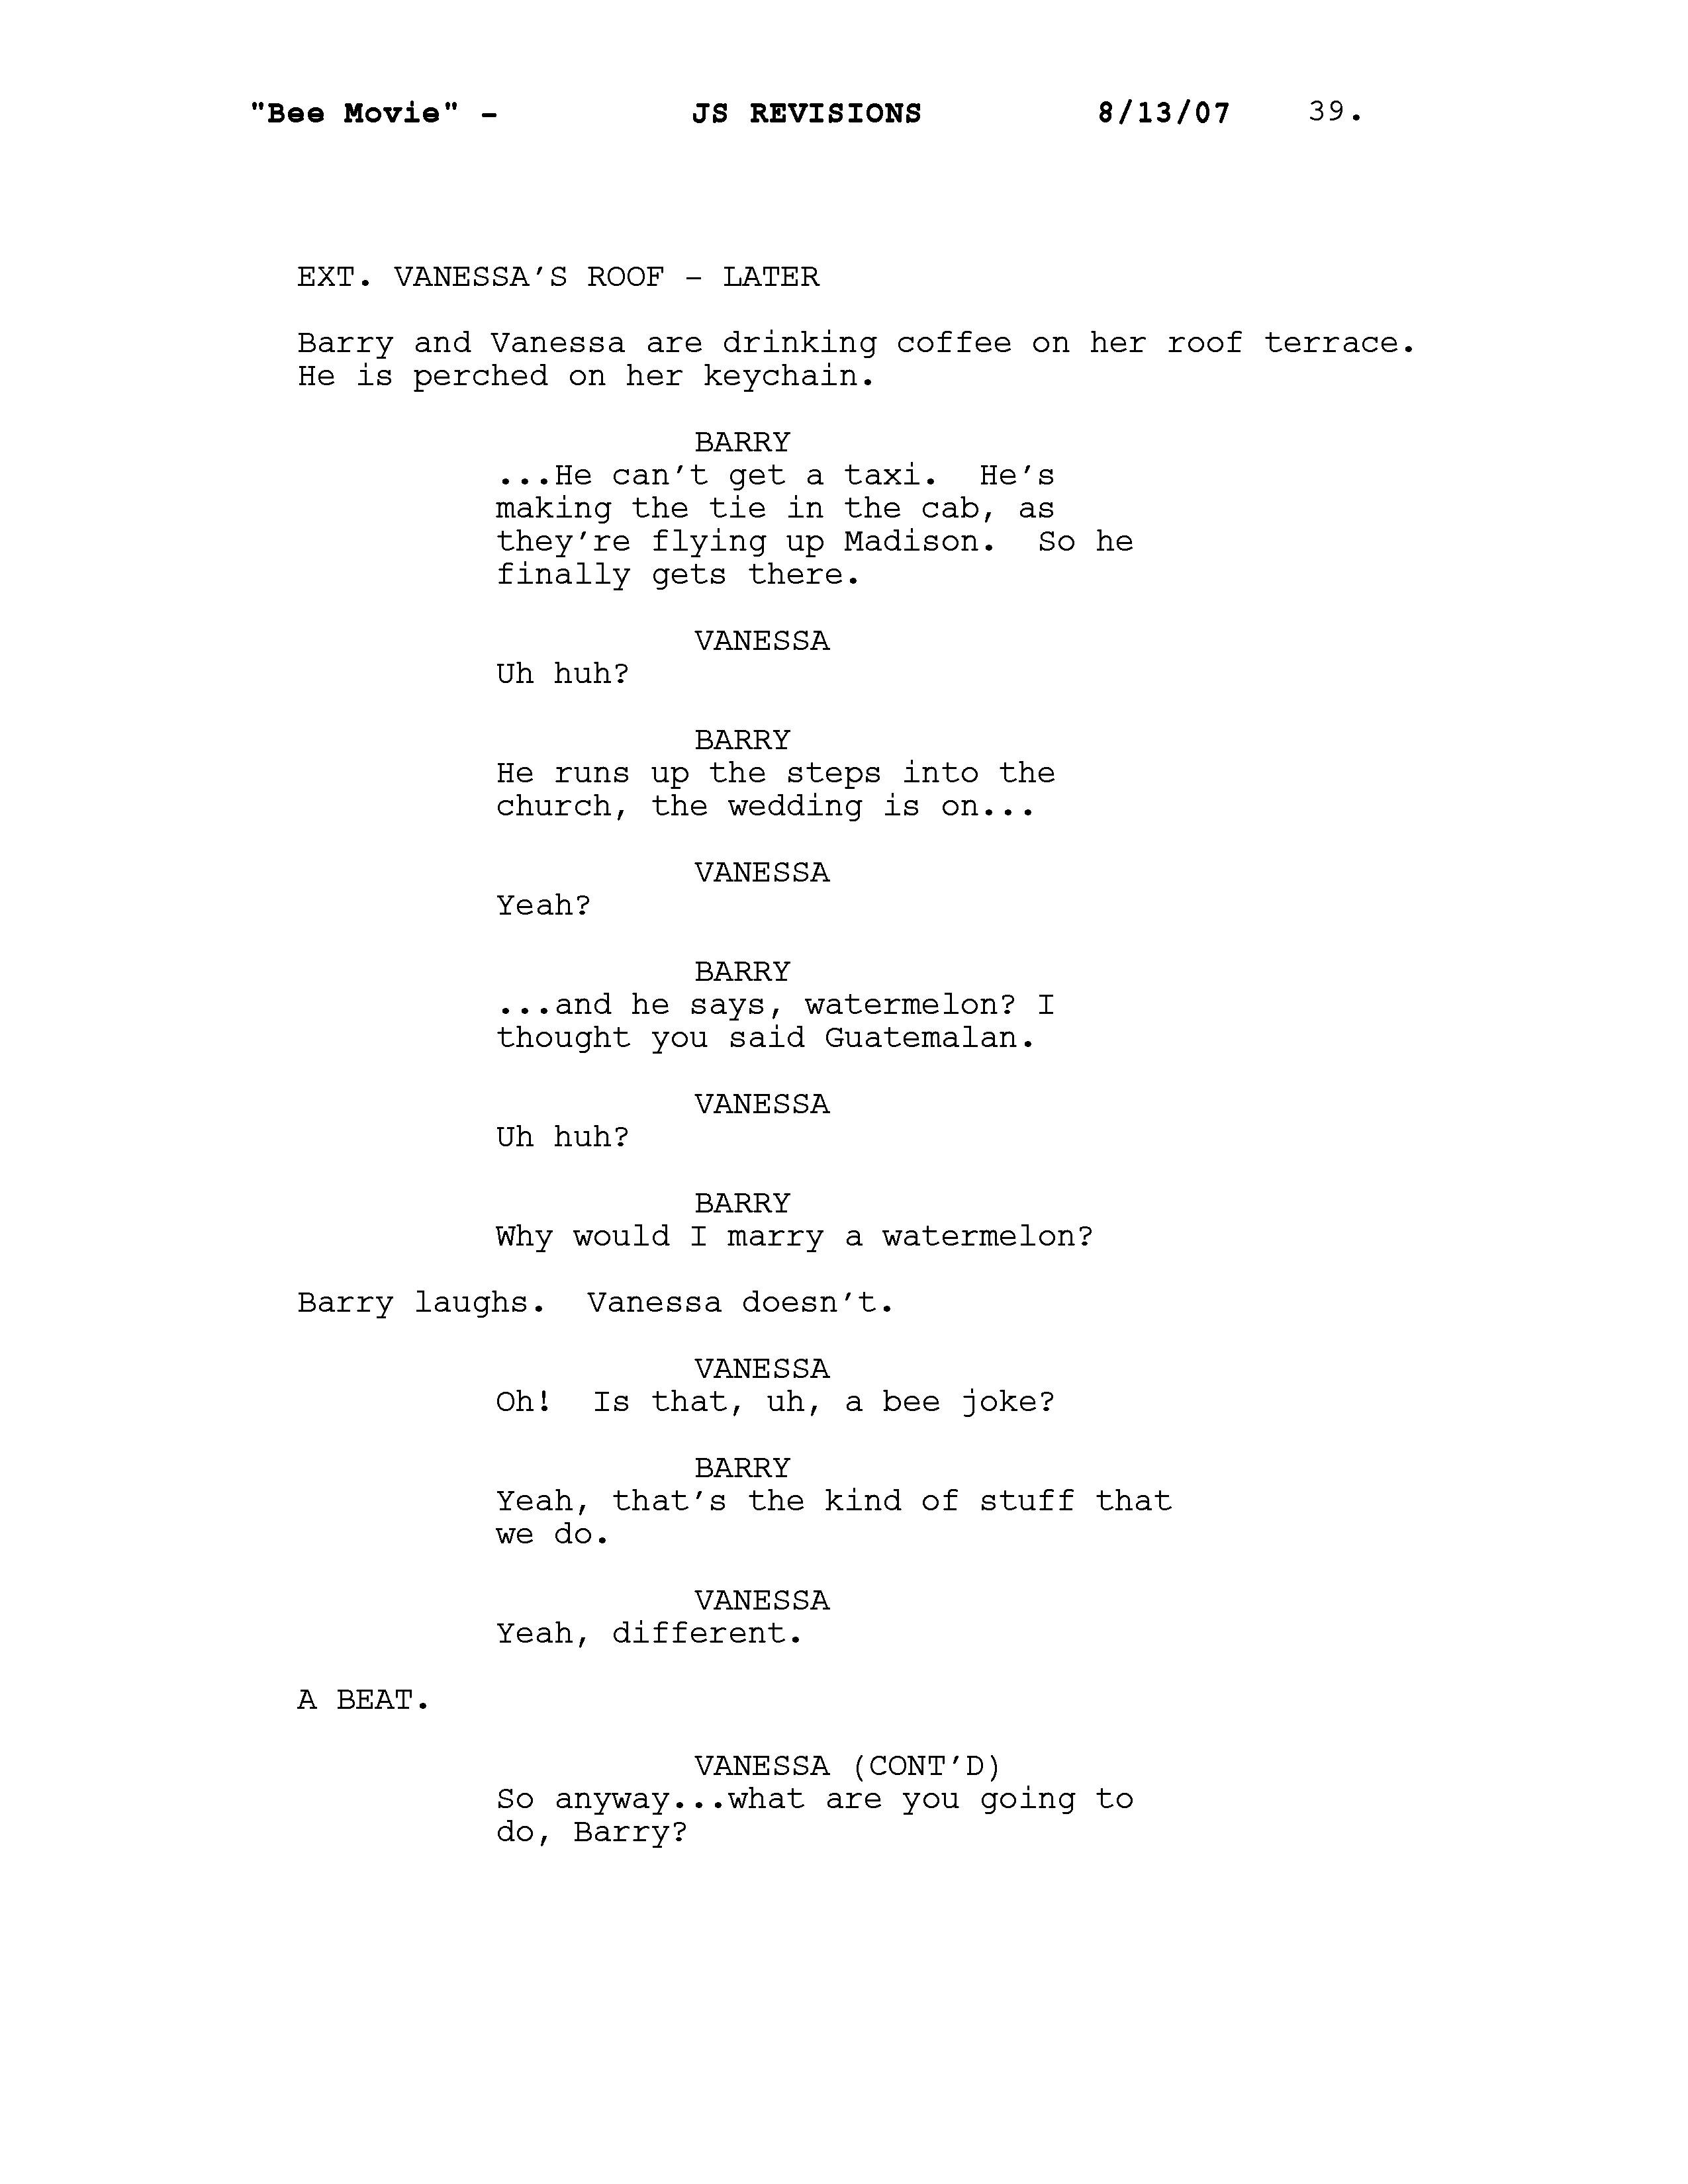 "Bee Movie" - JS REVISIONS 8/13/07 39.
EXT. VANESSA’S ROOF - LATER
Barry and Vanessa are drinking coffee on her roof terrace.
He is perched on her keychain.
BARRY
...He can’t get a taxi.  He’s
making the tie in the cab, as
they’re flying up Madison.  So he
finally gets there.
VANESSA
Uh huh?
BARRY
He runs up the steps into the
church, the wedding is on...
VANESSA
Yeah?
BARRY
...and he says, watermelon? I
thought you said Guatemalan.
VANESSA
Uh huh?
BARRY
Why would I marry a watermelon?
Barry laughs.  Vanessa doesn’t.
VANESSA
Oh!  Is that, uh, a bee joke?
BARRY
Yeah, that’s the kind of stuff that
we do.
VANESSA
Yeah, different.
A BEAT.
VANESSA (CONT’D)
So anyway...what are you going to
do, Barry?